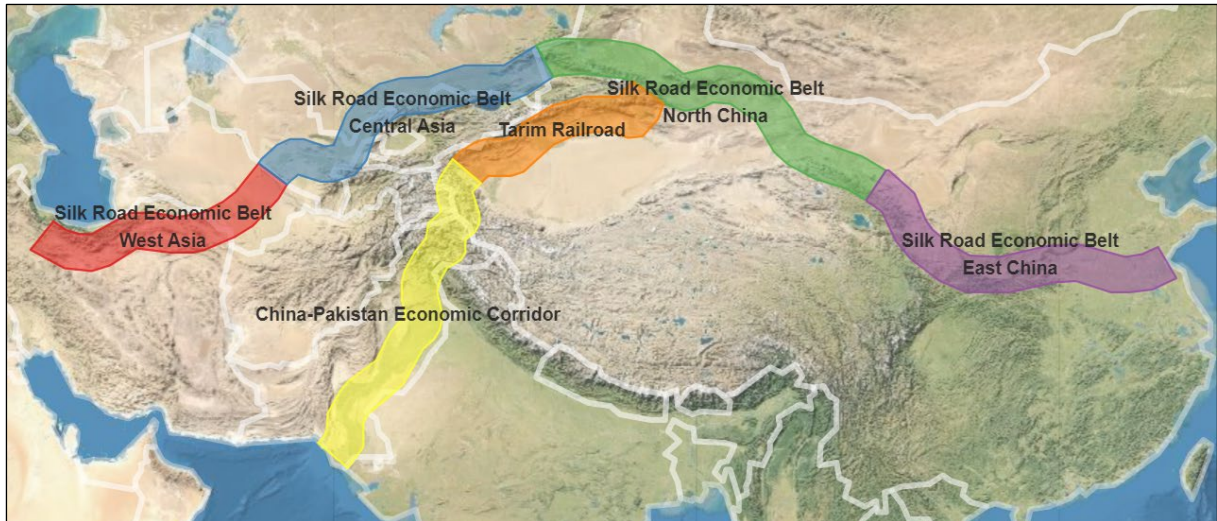 Silk Road Economic Belt
North China
Silk Road Economic Belt
Central Asia
Tarim Railroad
Silk Road Economic Belt
West Asia
Silk Road Economic Belt
East China
China-Pakistan Economic Corridor